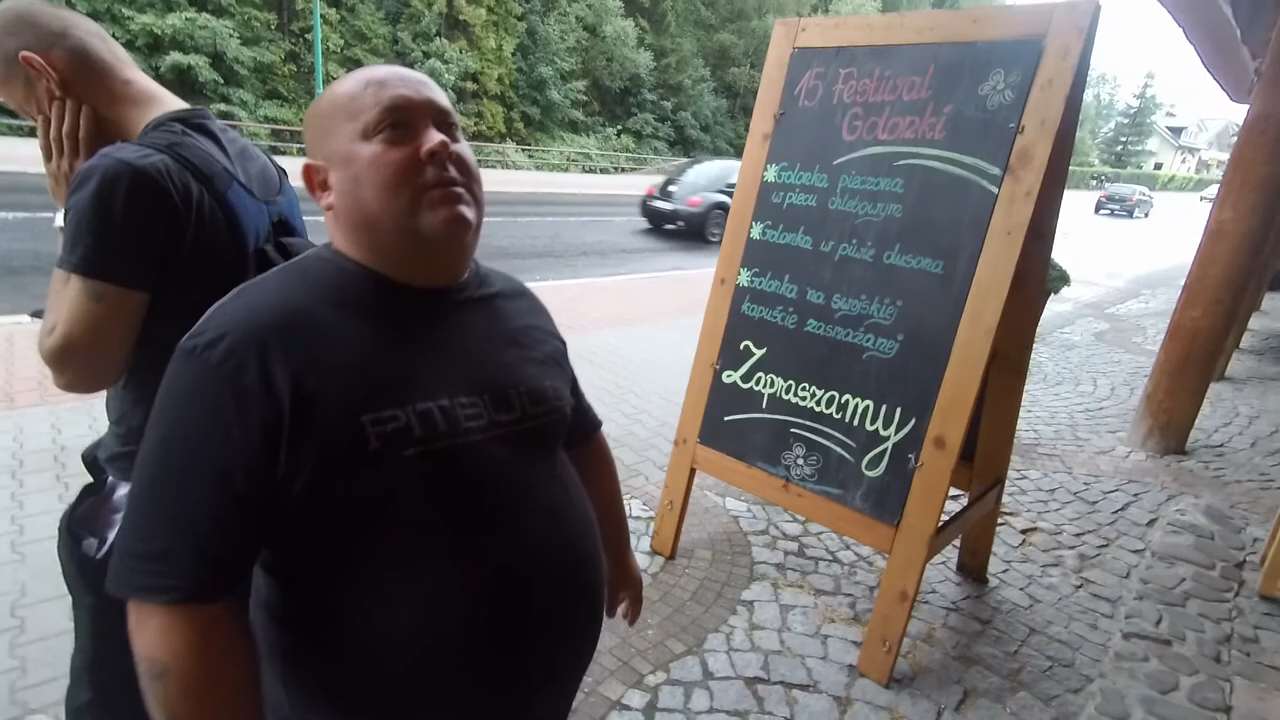 PITBULL
15 Festiwal
Golonki
Golonka pieczona
w piecu chlebowym
Golonka w piwie duszona
Golonka na swojskiej
kapuście zasmażanej
Zapraszamy